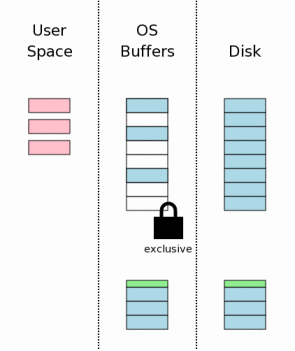 User
Space
OS
Buffers
Disk
exclusive